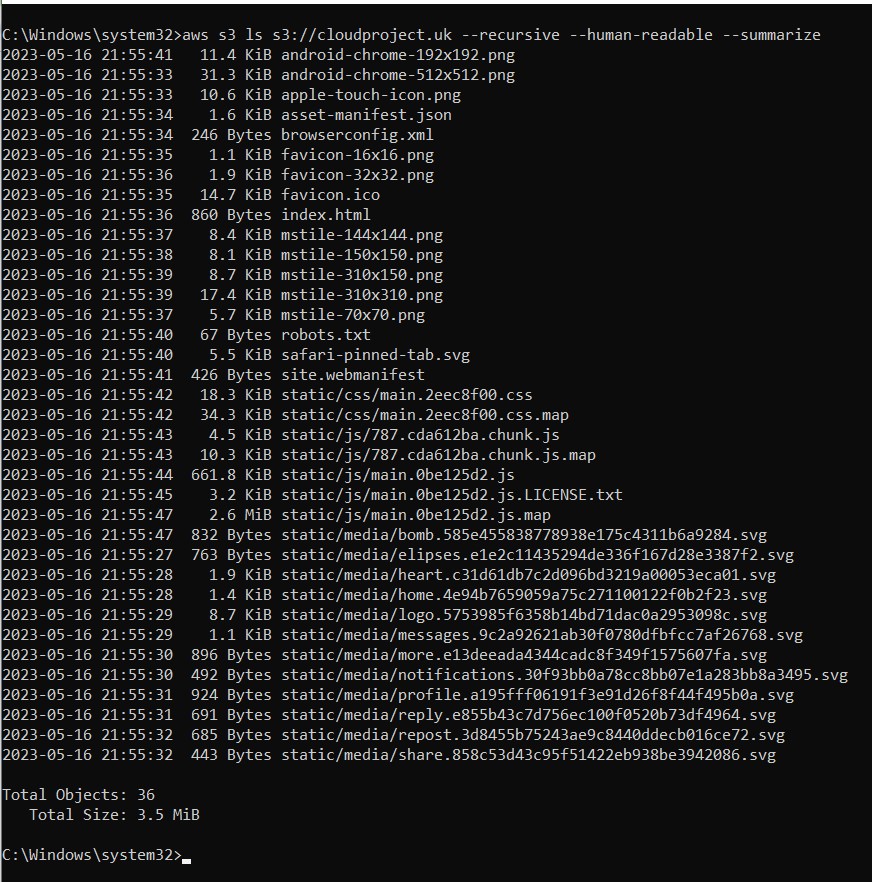 C:\Windows\system32>aws s3 ls s3://cloudproject.uk --recursive --human-readable --summarize
2023-05-16 21:55:41   11.4 KiB android-chrome-192x192.png
2023-05-16 21:55:33   31.3 KiB android-chrome-512x512.png
2023-05-16 21:55:33   10.6 KiB apple-touch-icon.png
2023-05-16 21:55:34    1.6 KiB asset-manifest.json
2023-05-16 21:55:34  246 Bytes browserconfig.xml
2023-05-16 21:55:35    1.1 KiB favicon-16x16.png
2023-05-16 21:55:36    1.9 KiB favicon-32x32.png
2023-05-16 21:55:35   14.7 KiB favicon.ico
2023-05-16 21:55:36  860 Bytes index.html
2023-05-16 21:55:37    8.4 KiB mstile-144x144.png
2023-05-16 21:55:38    8.1 KiB mstile-150x150.png
2023-05-16 21:55:39    8.7 KiB mstile-310x150.png
2023-05-16 21:55:39   17.4 KiB mstile-310x310.png
2023-05-16 21:55:37    5.7 KiB mstile-70x70.png
2023-05-16 21:55:40   67 Bytes robots.txt
2023-05-16 21:55:40    5.5 KiB safari-pinned-tab.svg
2023-05-16 21:55:41  426 Bytes site.webmanifest
2023-05-16 21:55:42   18.3 KiB static/css/main.2eec8f00.css
2023-05-16 21:55:42   34.3 KiB static/css/main.2eec8f00.css.map
2023-05-16 21:55:43    4.5 KiB static/js/787.cda612ba.chunk.js
2023-05-16 21:55:43   10.3 KiB static/js/787.cda612ba.chunk.js.map
2023-05-16 21:55:44  661.8 KiB static/js/main.0be125d2.js
2023-05-16 21:55:45    3.2 KiB static/js/main.0be125d2.js.LICENSE.txt
2023-05-16 21:55:47    2.6 MiB static/js/main.0be125d2.js.map
2023-05-16 21:55:47  832 Bytes static/media/bomb.585e455838778938e175c4311b6a9284.svg
2023-05-16 21:55:27  763 Bytes static/media/elipses.e1e2c11435294de336f167d28e3387f2.svg
2023-05-16 21:55:28    1.9 KiB static/media/heart.c31d61db7c2d096bd3219a00053eca01.svg
2023-05-16 21:55:28    1.4 KiB static/media/home.4e94b7659059a75c271100122f0b2f23.svg
2023-05-16 21:55:29    8.7 KiB static/media/logo.5753985f6358b14bd71dac0a2953098c.svg
2023-05-16 21:55:29    1.1 KiB static/media/messages.9c2a92621ab30f0780dfbfcc7af26768.svg
2023-05-16 21:55:30  896 Bytes static/media/more.e13deeada4344cadc8f349f1575607fa.svg
2023-05-16 21:55:30  492 Bytes static/media/notifications.30f93bb0a78cc8bb07e1a283bb8a3495.svg
2023-05-16 21:55:31  924 Bytes static/media/profile.a195fff06191f3e91d26f8f44f495b0a.svg
2023-05-16 21:55:31  691 Bytes static/media/reply.e855b43c7d756ec100f0520b73df4964.svg
2023-05-16 21:55:32  685 Bytes static/media/repost.3d8455b75243ae9c8440ddecb016ce72.svg
2023-05-16 21:55:32  443 Bytes static/media/share.858c53d43c95f51422eb938be3942086.svg
Total Objects: 36
   Total Size: 3.5 MiB
C:\Windows\system32>